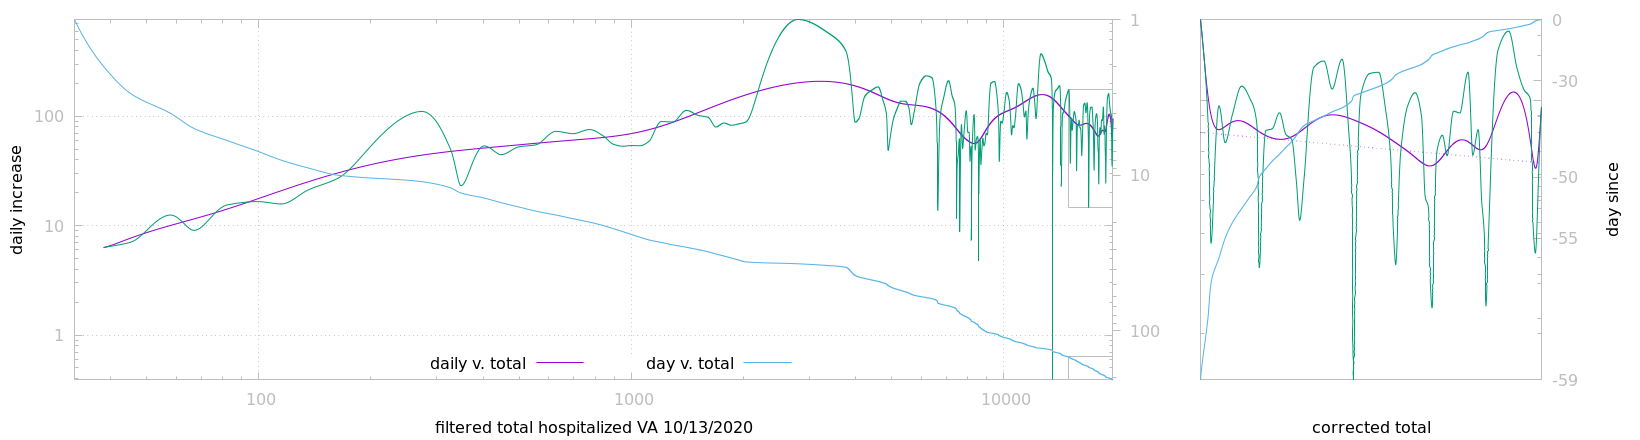 daily increase
100
10
1
100
1000
10000
1
10
100
daily v. total
day v. total
filtered total hospitalized VA 10/13/2020
0
-30
-50
-55
-59
day since
corrected total